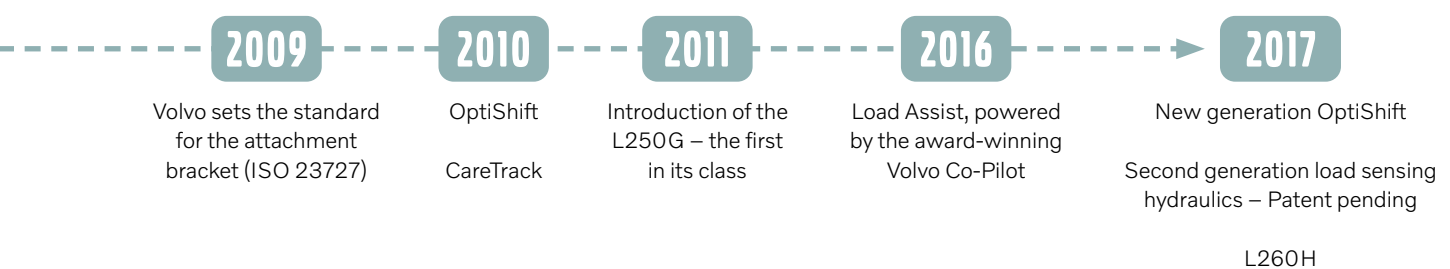 2009
Volvo sets the standard
for the attachment
bracket (ISO 23727)
2010
OptiShift
CareTrack
2011
Introduction of the
L250G – the first
in its class
2016
Load Assist, powered
by the award-winning
Volvo Co-Pilot
2017
New generation OptiShift
Second generation load sensing
hydraulics – Patent pending
L260H